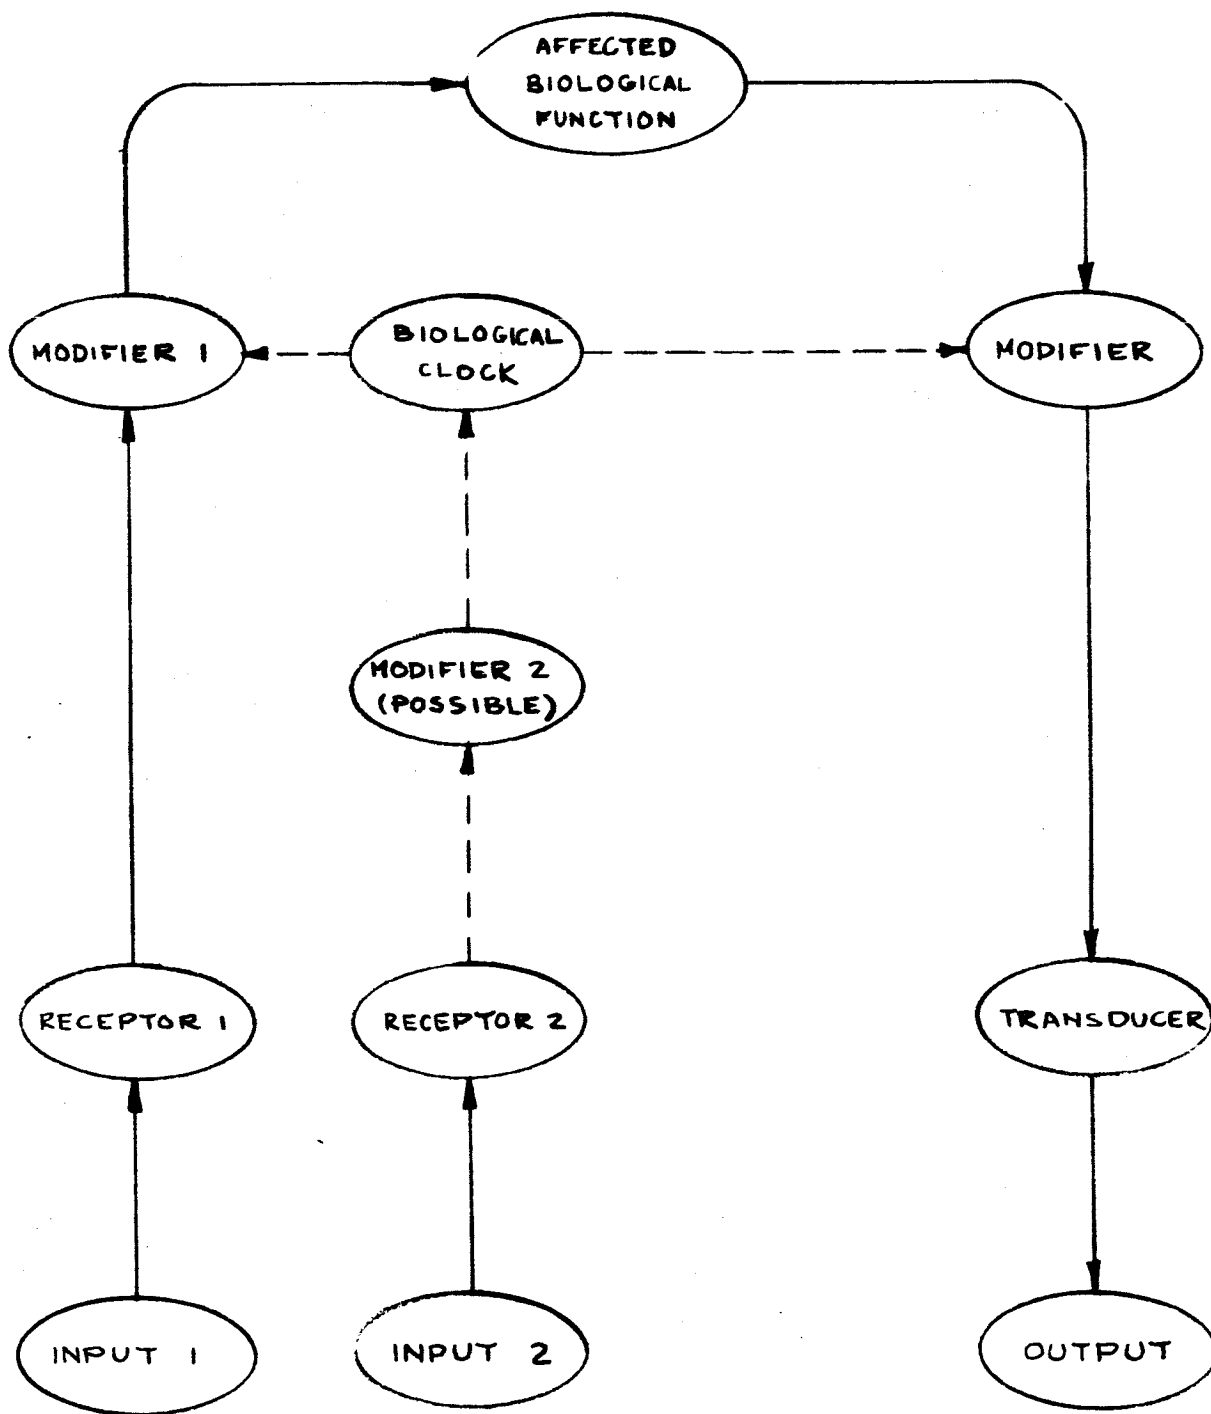 AFFECTED
BIOLOGICAL
FUNCTION
MODIFIER 1
BIOLOGICAL
CLOCK
MODIFIER
MODIFIER 2
(POSSIBLE)
RECEPTOR 1
RECEPTOR 2
TRANSDUCER
INPUT 1
INPUT 2
OUTPUT